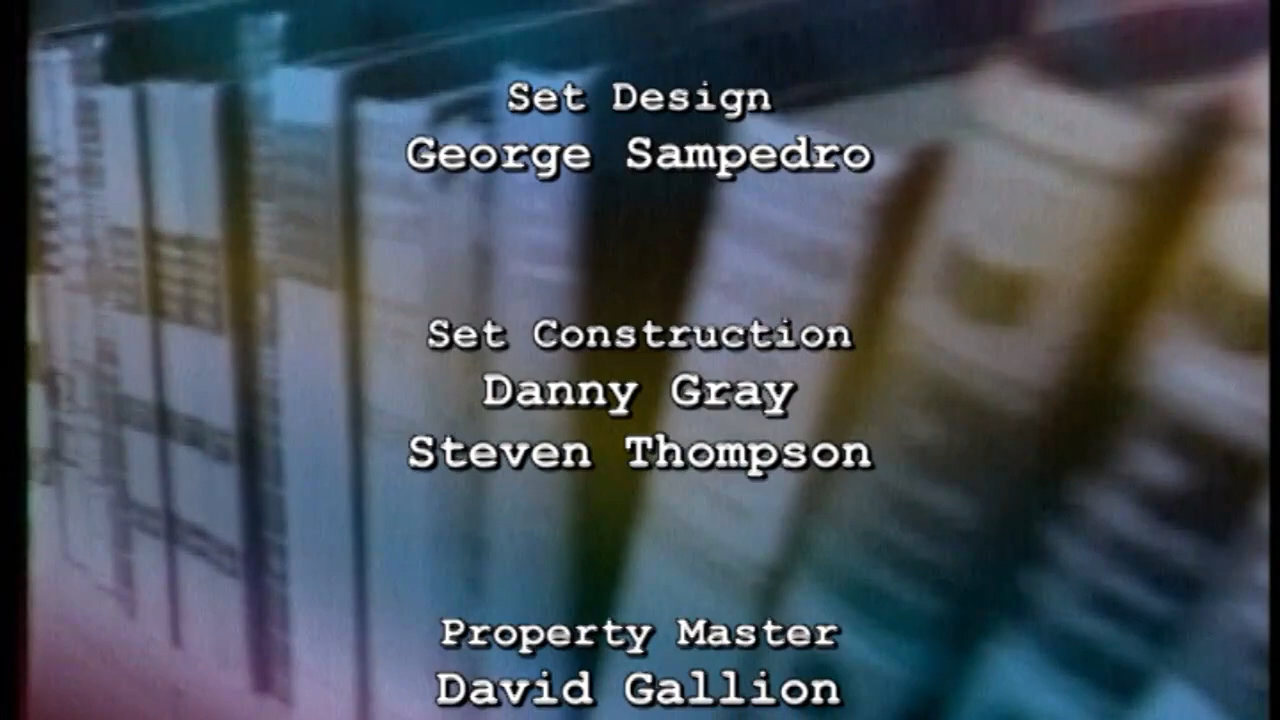 Set Design
George Sampedro
Set Construction
Danny Gray
Steven Thompson
Property Master
David Gallion